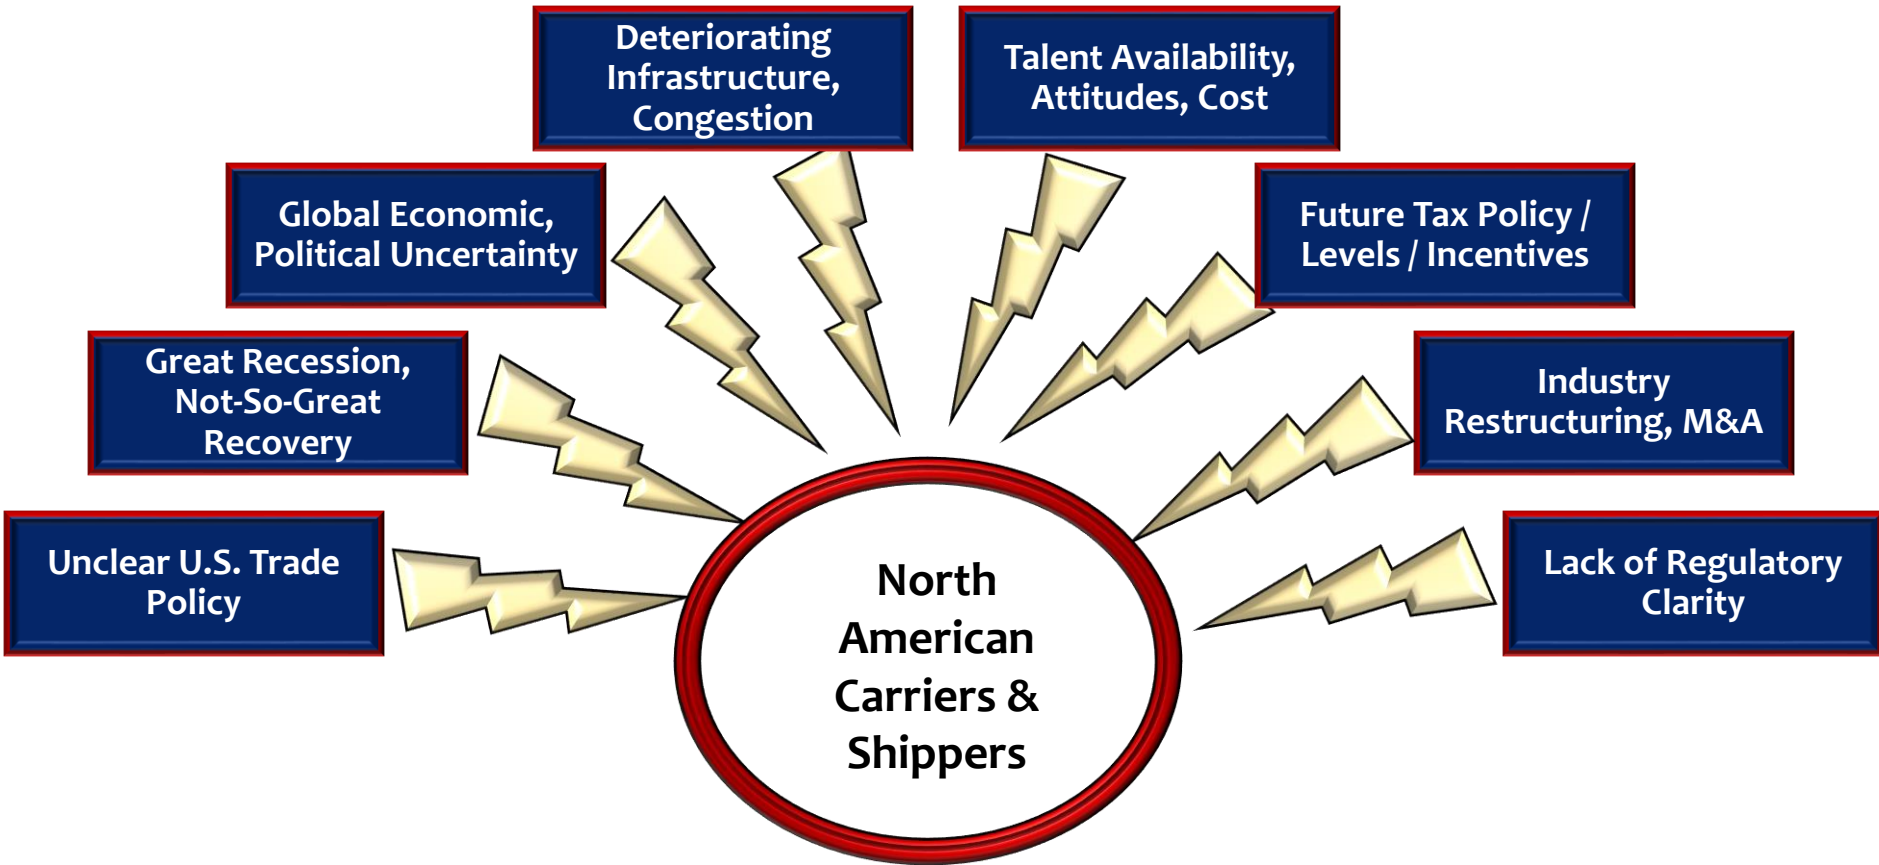 Deteriorating
Infrastructure,
Congestion
Talent Availability,
Attitudes, Cost
Global Economic,
Political Uncertainty
Future Tax Policy /
Levels / Incentives
Great Recession,
Not-So-Great
Recovery
Industry
Restructuring, M&A
Unclear U.S. Trade
Policy
Lack of Regulatory
Clarity
North
American
Carriers &
Shippers